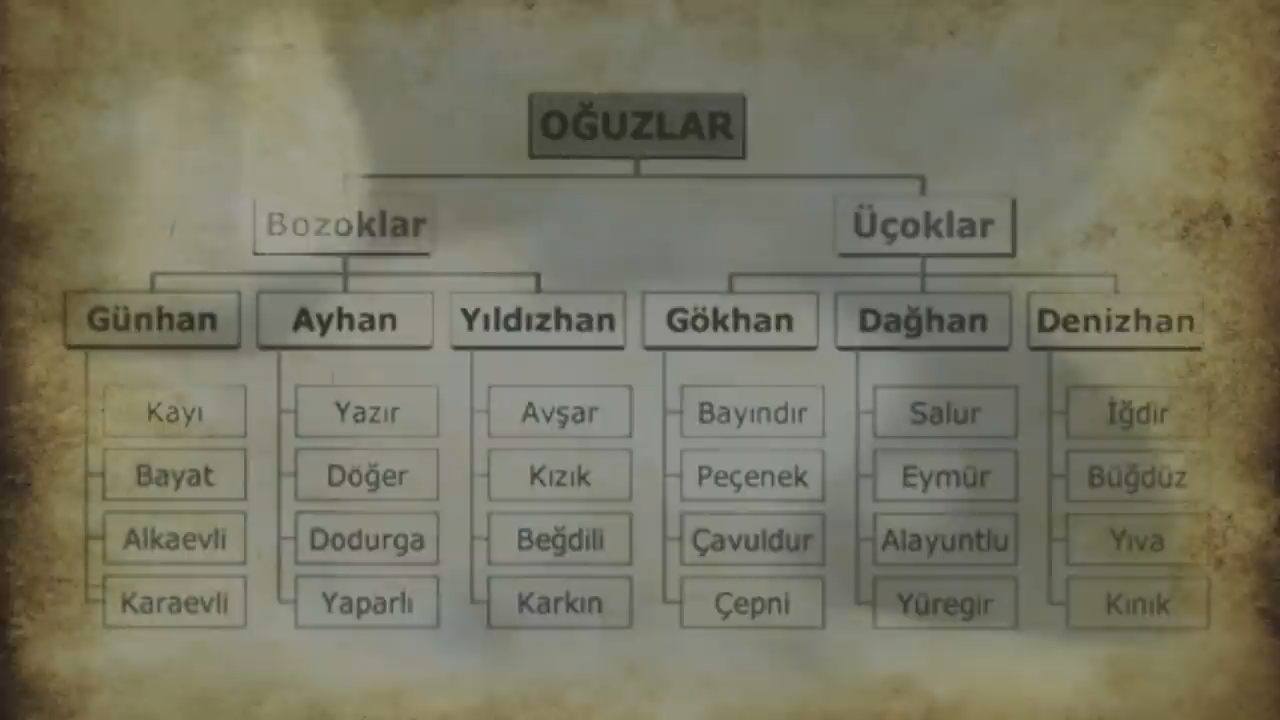 OĞUZLAR
Bozoklar Üçoklar
Günhan Ayhan Yıldızhan Gökhan Dağhan Denizhan
Kayı Yazır Avşar Bayındır Salur İğdir
Bayat Döğer Kızık Peçenek Eymür Büğdüz
Alkaevli Dodurga Beğdili Çavuldur Alayuntlu Yıva
Karaevli Yaparlı Karkın Çepni Yüregir Kınık